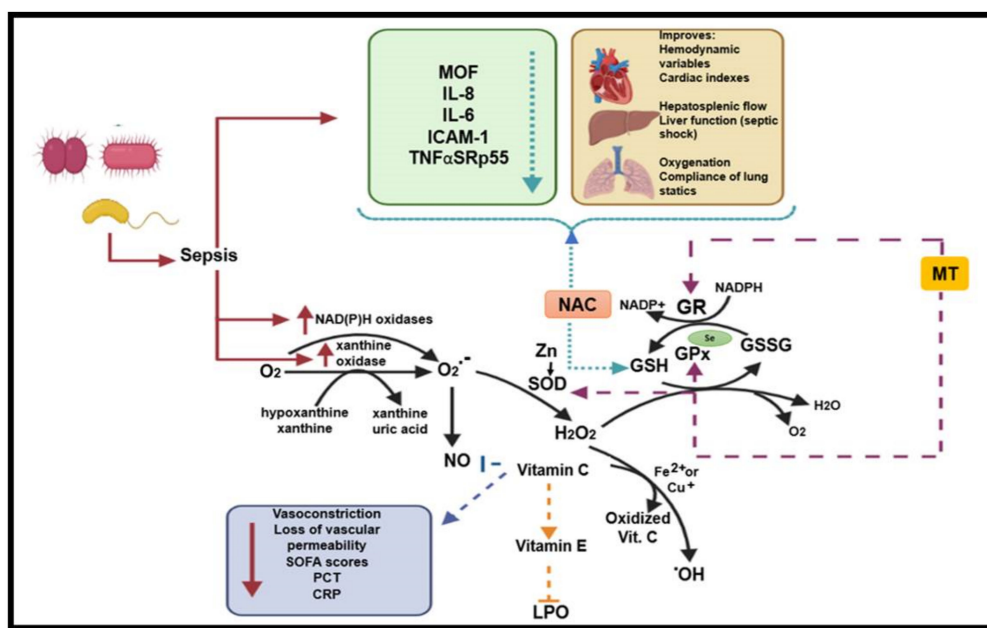 MOF
IL-8
IL-6
ICAM-1
TNFαSRp55
Improves:
Hemodynamic
variables
Cardiac indexes
Hepatosplenic flow
Liver function (septic
shock)
Oxygenation
Compliance of lung
statics
Sepsis
MT
NAC
NADP+
GR
NADPH
NAD(P)H oxidases
xanthine
oxidase
O₂
O₂·-
Zn
SOD
GSH
GPx
Se
GSSG
hypoxanthine
xanthine
xanthine
uric acid
H₂O
O₂
H₂O₂
NO
Vitamin C
Fe²⁺or
Cu⁺
Oxidized
Vit. C
Vitamin E
·OH
LPO
Vasoconstriction
Loss of vascular
permeability
SOFA scores
PCT
CRP